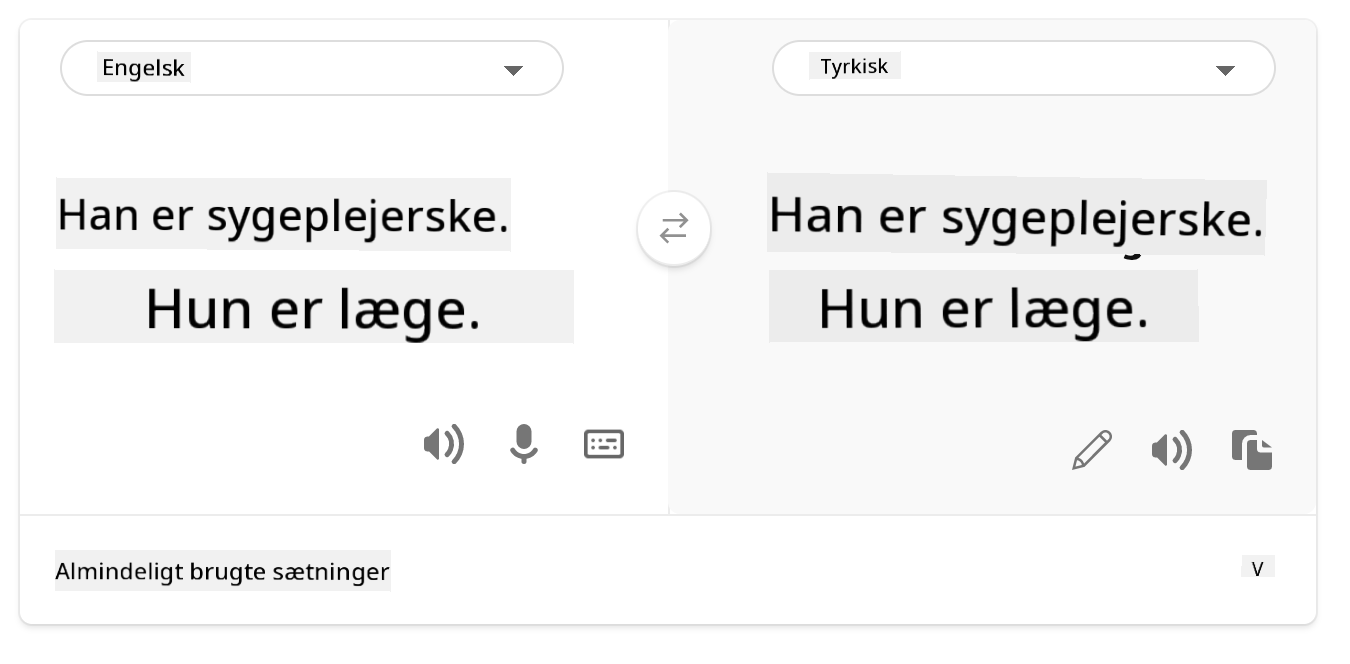 Engelsk
Tyrkisk
Han er sygeplejerske.
Hun er læge.
Han er sygeplejerske.
Hun er læge.
Almindeligt brugte sætninger
V